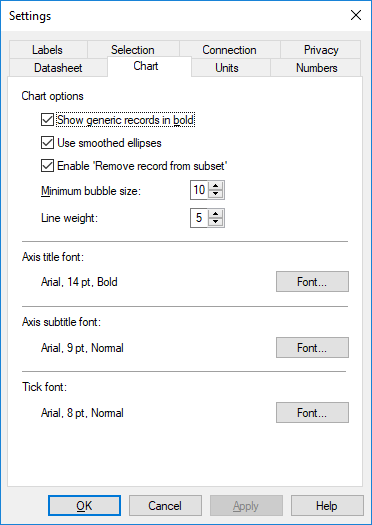 Settings
Labels Selection Connection Privacy
Datasheet Chart Units Numbers
Chart options
Show generic records in bold
Use smoothed ellipses
Enable 'Remove record from subset'
Minimum bubble size: 10
Line weight: 5
Axis title font:
Arial, 14 pt, Bold Font...
Axis subtitle font:
Arial, 9 pt, Normal Font...
Tick font:
Arial, 8 pt, Normal Font...
OK Cancel Apply Help